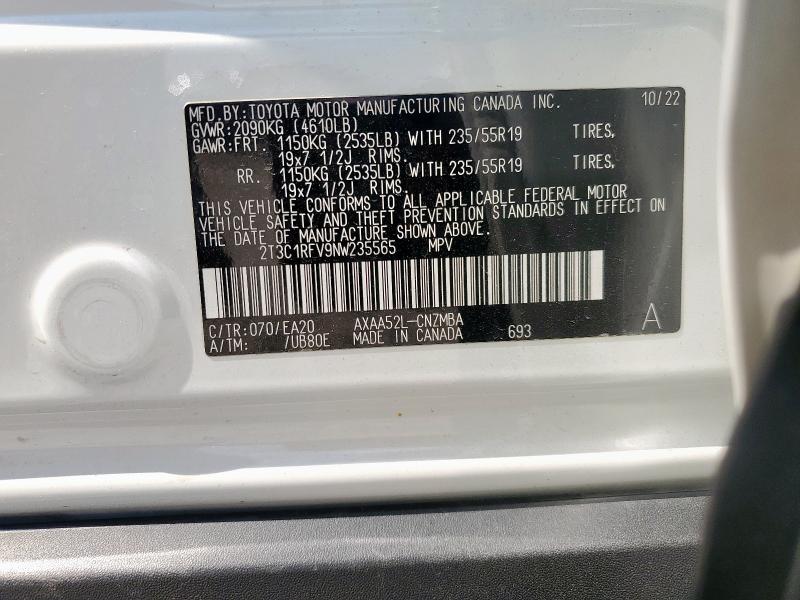 MFD.BY:TOYOTA MOTOR MANUFACTURING CANADA INC. 10/22
GVWR:2090KG (4610LB)
GAWR:FRT. 1150KG (2535LB) WITH 235/55R19 TIRES,
19x7 1/2J RIMS.
RR. 1150KG (2535LB) WITH 235/55R19 TIRES,
19x7 1/2J RIMS.
THIS VEHICLE CONFORMS TO ALL APPLICABLE FEDERAL MOTOR
VEHICLE SAFETY AND THEFT PREVENTION STANDARDS IN EFFECT ON
THE DATE OF MANUFACTURE SHOWN ABOVE.
2T3C1RFV9NW235565 MPV
C/TR:070/EA20 AXAA52L-CNZMBA A
A/TM: /UB80E MADE IN CANADA 693